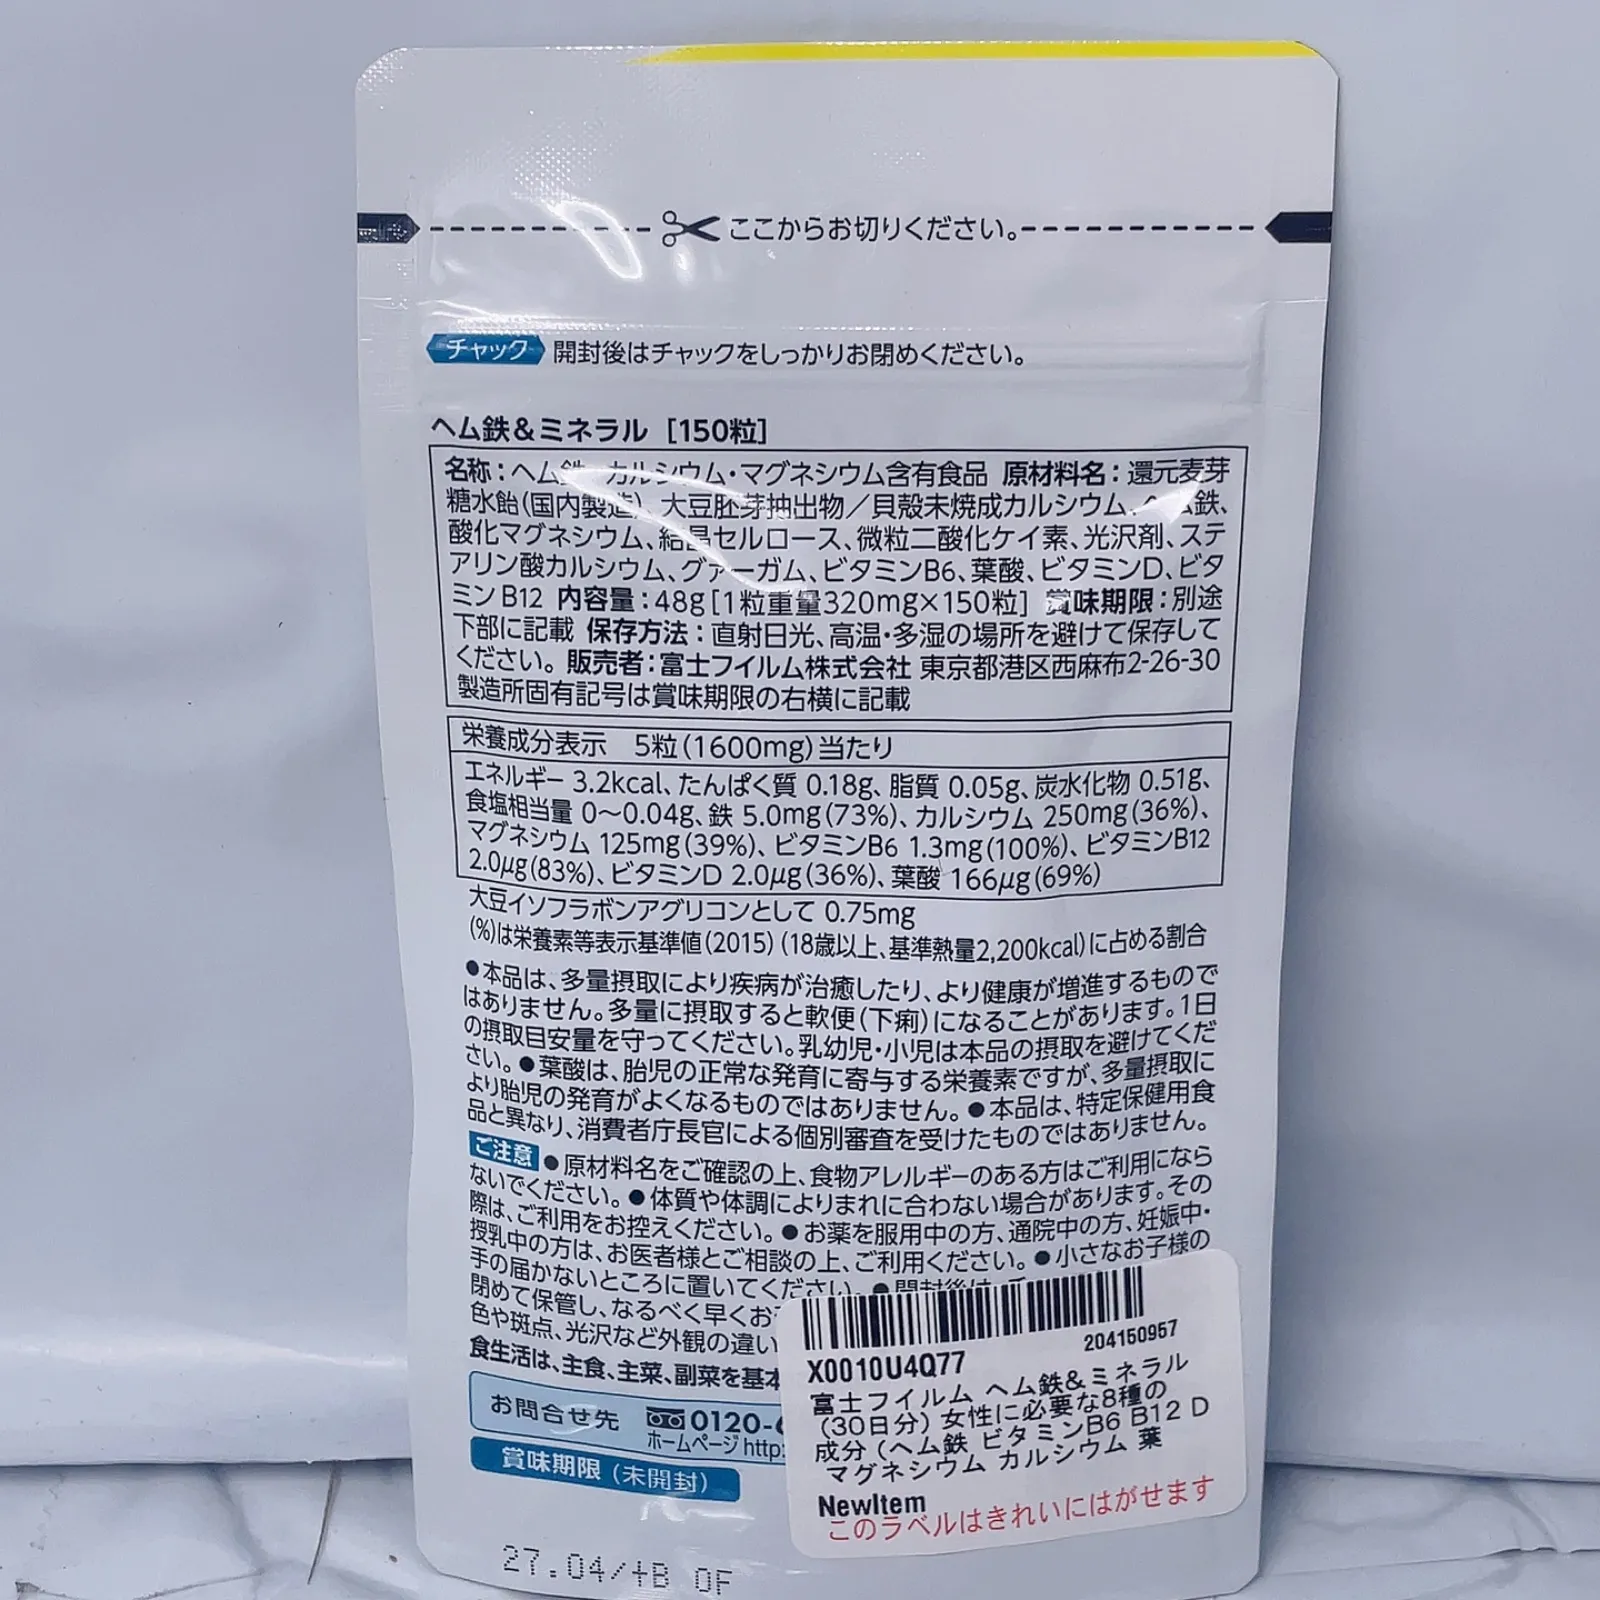 ここからお切りください。
チャック 開封後はチャックをしっかりお閉めください。
ヘム鉄&ミネラル [150粒]
名称:ヘム鉄・カルシウム・マグネシウム含有食品 原材料名:還元麦芽
糖水飴(国内製造)、大豆胚芽抽出物/貝殻未焼成カルシウム、ヘム鉄、
酸化マグネシウム、結晶セルロース、微粒二酸化ケイ素、光沢剤、ステ
アリン酸カルシウム、グァーガム、ビタミンB6、葉酸、ビタミンD、ビタ
ミンB12 内容量:48g[1粒重量320mg×150粒] 賞味期限:別途
下部に記載 保存方法:直射日光、高温・多湿の場所を避けて保存して
ください。 販売者:富士フイルム株式会社 東京都港区西麻布2-26-30
製造所固有記号は賞味期限の右横に記載
栄養成分表示 5粒(1600mg)当たり
エネルギー 3.2kcal、たんぱく質 0.18g、脂質 0.05g、炭水化物 0.51g、
食塩相当量 0〜0.04g、鉄 5.0mg(73%)、カルシウム 250mg(36%)、
マグネシウム 125mg(39%)、ビタミンB6 1.3mg(100%)、ビタミンB12
2.0μg(83%)、ビタミンD 2.0μg(36%)、葉酸 166μg(69%)
大豆イソフラボンアグリコンとして 0.75mg
(%)は栄養素等表示基準値(2015)(18歳以上、基準熱量2,200kcal)に占める割合
●本品は、多量摂取により疾病が治癒したり、より健康が増進するもので
はありません。多量に摂取すると軟便(下痢)になることがあります。1日
の摂取目安量を守ってください。乳幼児・小児は本品の摂取を避けてくだ
さい。●葉酸は、胎児の正常な発育に寄与する栄養素ですが、多量摂取に
より胎児の発育がよくなるものではありません。●本品は、特定保健用食
品と異なり、消費者庁長官による個別審査を受けたものではありません。
ご注意 ●原材料名をご確認の上、食物アレルギーのある方はご利用になら
ないでください。●体質や体調によりまれに合わない場合があります。その
際は、ご利用をお控えください。●お薬を服用中の方、通院中の方、妊娠中・
授乳中の方は、お医者様とご相談の上、ご利用ください。●小さなお子様の
手の届かないところに置いてください。●開封後は、チ
閉めて保管し、なるべく早くお
色や斑点、光沢など外観の違い
食生活は、主食、主菜、副菜を基本
お問合せ先 0120-6
ホームページ http:
賞味期限(未開封)
27.04/+B OF
204150957
X0010U4Q77
富士フイルム ヘム鉄&ミネラル
(30日分) 女性に必要な8種の
成分 (ヘム鉄 ビタミンB6 B12 D
マグネシウム カルシウム 葉
NewItem
このラベルはきれいにはがせます